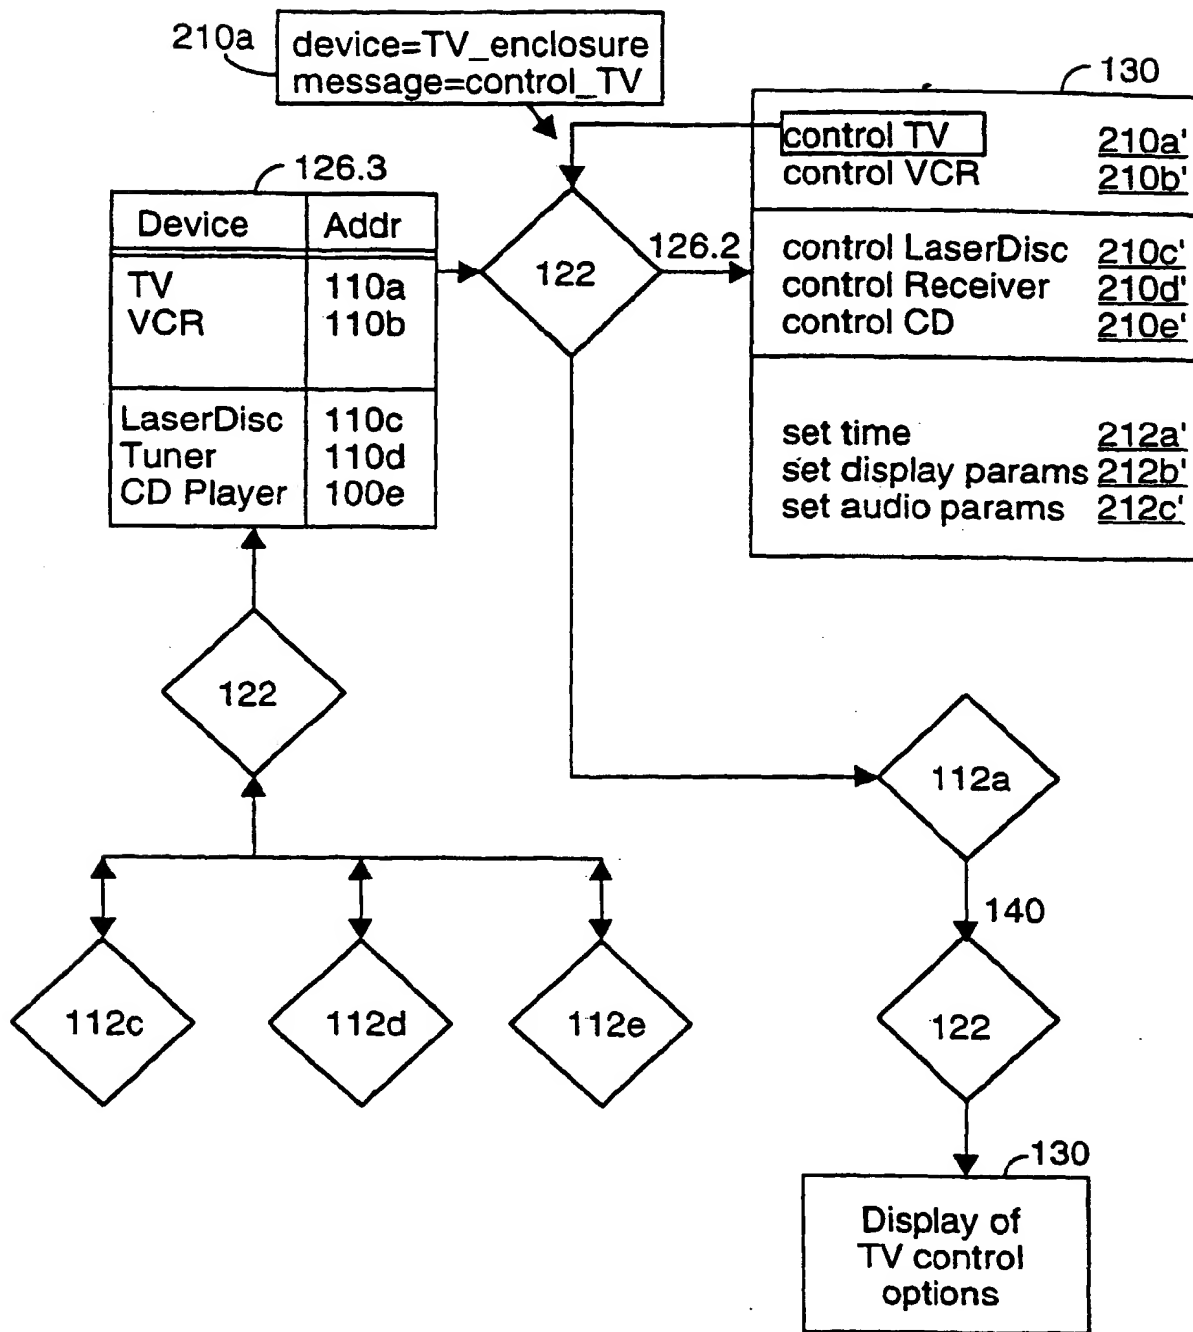 210a
device=TV_enclosure
message=control_TV
130
control TV 210a'
control VCR 210b'
control LaserDisc 210c'
control Receiver 210d'
control CD 210e'
set time 212a'
set display params 212b'
set audio params 212c'
126.3
Device Addr
TV 110a
VCR 110b
LaserDisc 110c
Tuner 110d
CD Player 100e
122
126.2
122
112c
112d
112e
112a
140
122
130
Display of
TV control
options